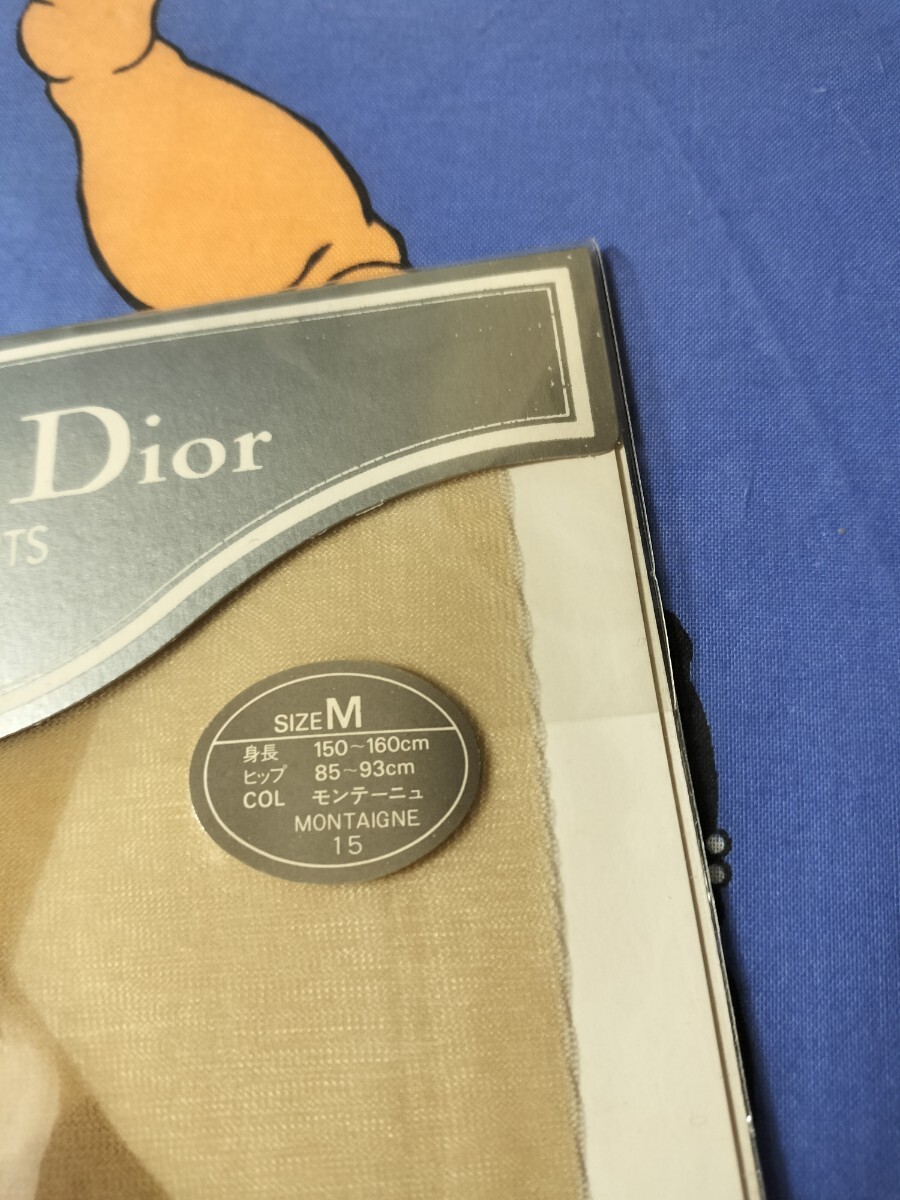 Dior
TS
SIZE M
身長 150~160cm
ヒップ 85~93cm
COL モンテーニュ
MONTAIGNE
15